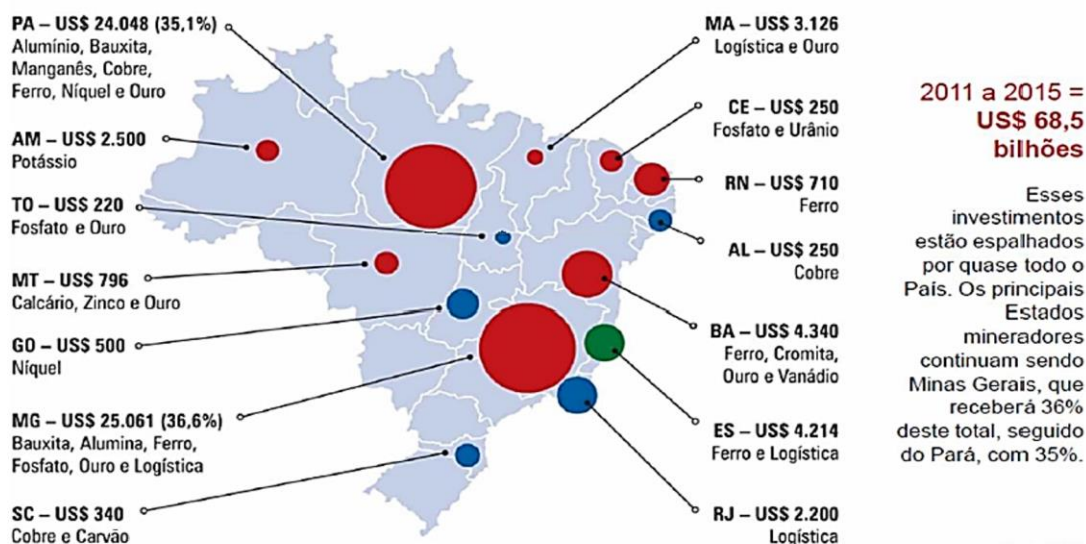 PA – US$ 24.048 (35,1%)
Alumínio, Bauxita,
Manganês, Cobre,
Ferro, Níquel e Ouro
AM – US$ 2.500
Potássio
TO – US$ 220
Fosfato e Ouro
MT – US$ 796
Calcário, Zinco e Ouro
GO – US$ 500
Níquel
MG – US$ 25.061 (36,6%)
Bauxita, Alumina, Ferro,
Fosfato, Ouro e Logística
SC – US$ 340
Cobre e Carvão
MA – US$ 3.126
Logística e Ouro
CE – US$ 250
Fosfato e Urânio
RN – US$ 710
Ferro
AL – US$ 250
Cobre
BA – US$ 4.340
Ferro, Cromita,
Ouro e Vanádio
ES – US$ 4.214
Ferro e Logística
RJ – US$ 2.200
Logística
2011 a 2015 =
US$ 68,5
bilhões
Esses
investimentos
estão espalhados
por quase todo o
País. Os principais
Estados
mineradores
continuam sendo
Minas Gerais, que
receberá 36%
deste total, seguido
do Pará, com 35%.